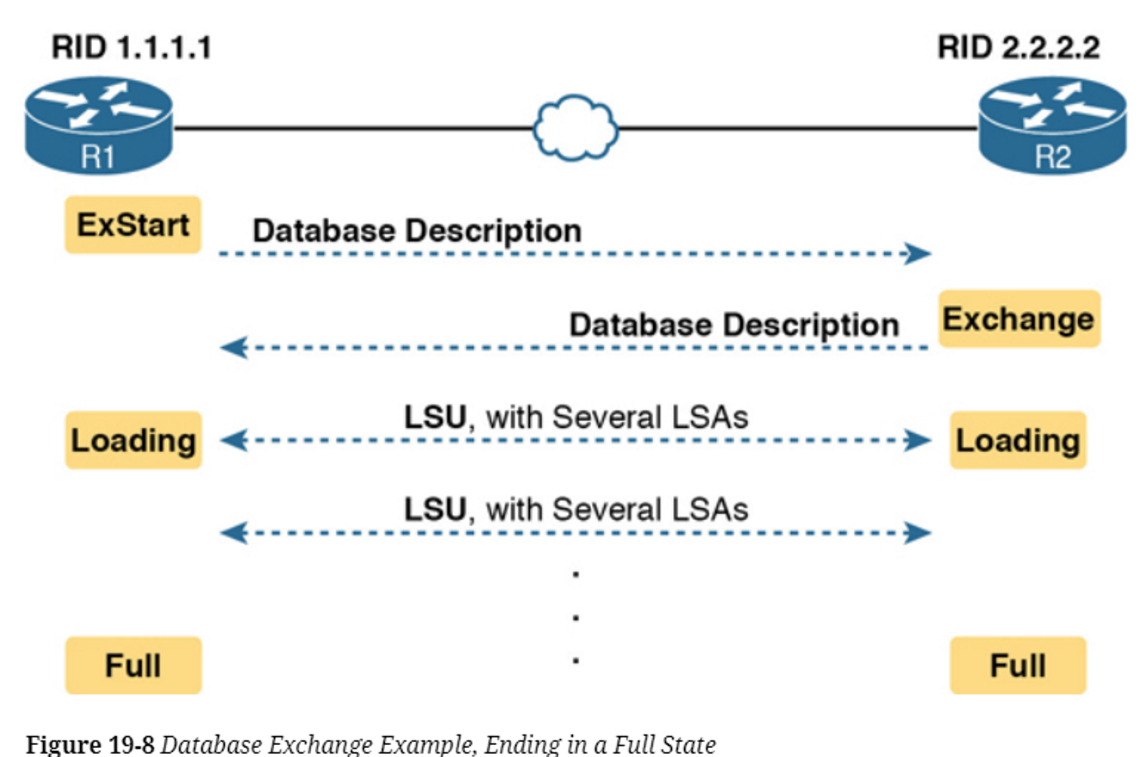 RID 1.1.1.1
RID 2.2.2.2
R1
R2
ExStart
Database Description
Database Description
Exchange
Loading
LSU, with Several LSAs
Loading
LSU, with Several LSAs
.
.
.
Full
Full
Figure 19-8 Database Exchange Example, Ending in a Full State